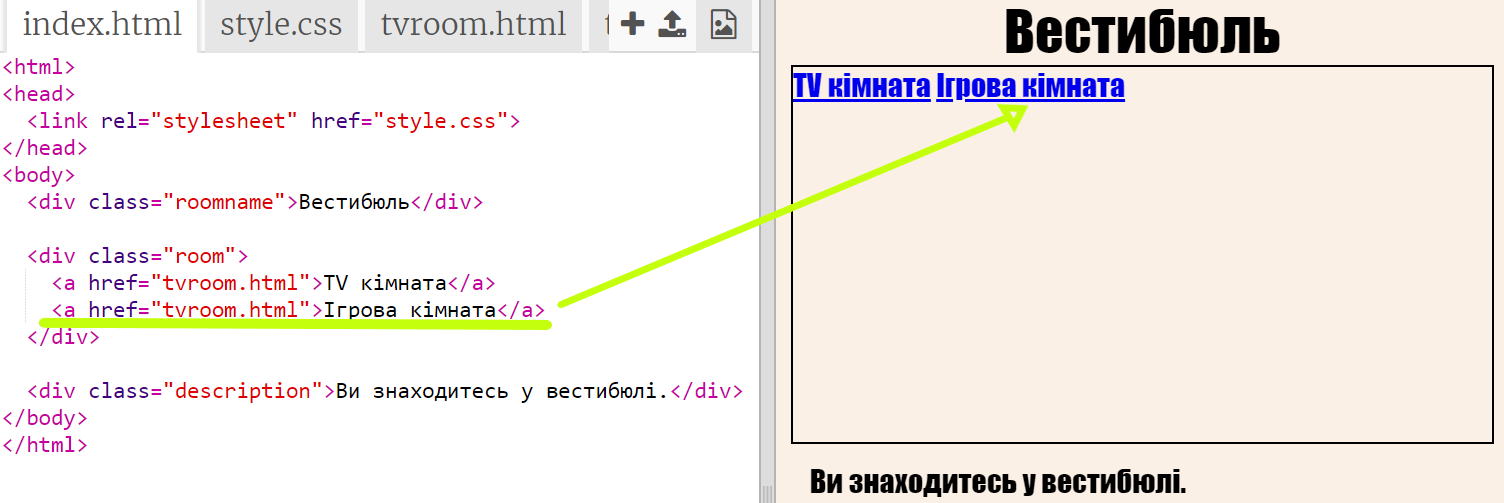 index.html style.css tvroom.html
<html>
<head>
<link rel="stylesheet" href="style.css">
</head>
<body>
<div class="roomname">Вестибюль</div>
<div class="room">
<a href="tvroom.html">TV кімната</a>
<a href="tvroom.html">Ігрова кімната</a>
</div>
<div class="description">Ви знаходитесь у вестибюлі.</div>
</body>
</html>
Вестибюль
TV кімната Ігрова кімната
Ви знаходитесь у вестибюлі.